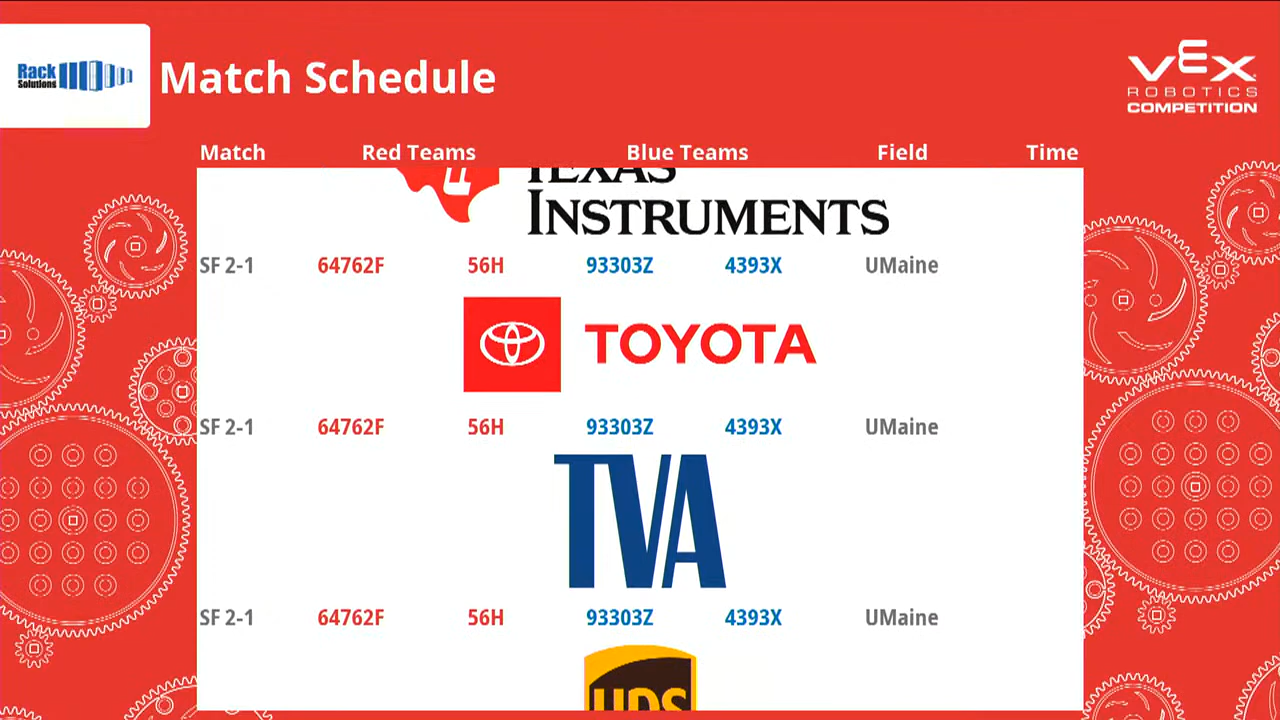 Rack
Solutions
Match Schedule
VEX
ROBOTICS
COMPETITION
Match Red Teams Blue Teams Field Time
TEXAS
INSTRUMENTS
SF 2-1 64762F 56H 93303Z 4393X UMaine
TOYOTA
SF 2-1 64762F 56H 93303Z 4393X UMaine
TVA
SF 2-1 64762F 56H 93303Z 4393X UMaine
UPS